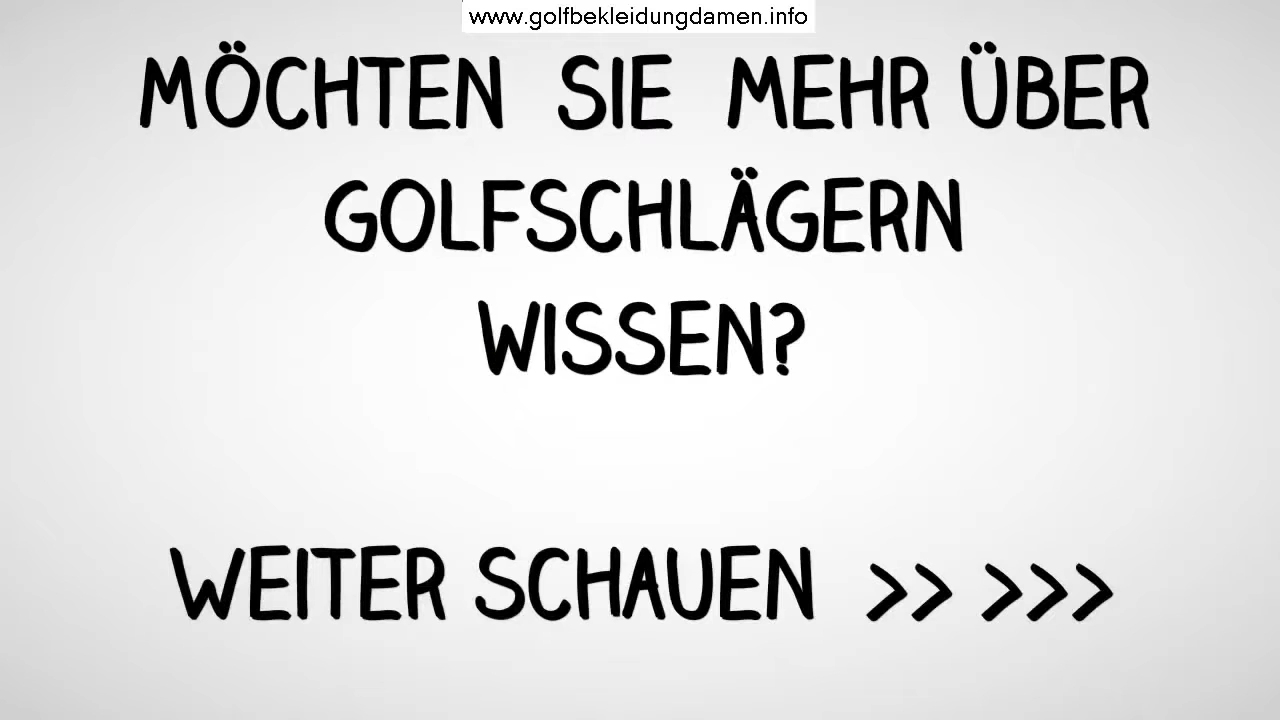 www.golfbekleidungdamen.info
MÖCHTEN SIE MEHR ÜBER
GOLFSCHLÄGERN
WISSEN?
WEITER SCHAUEN >> >>>